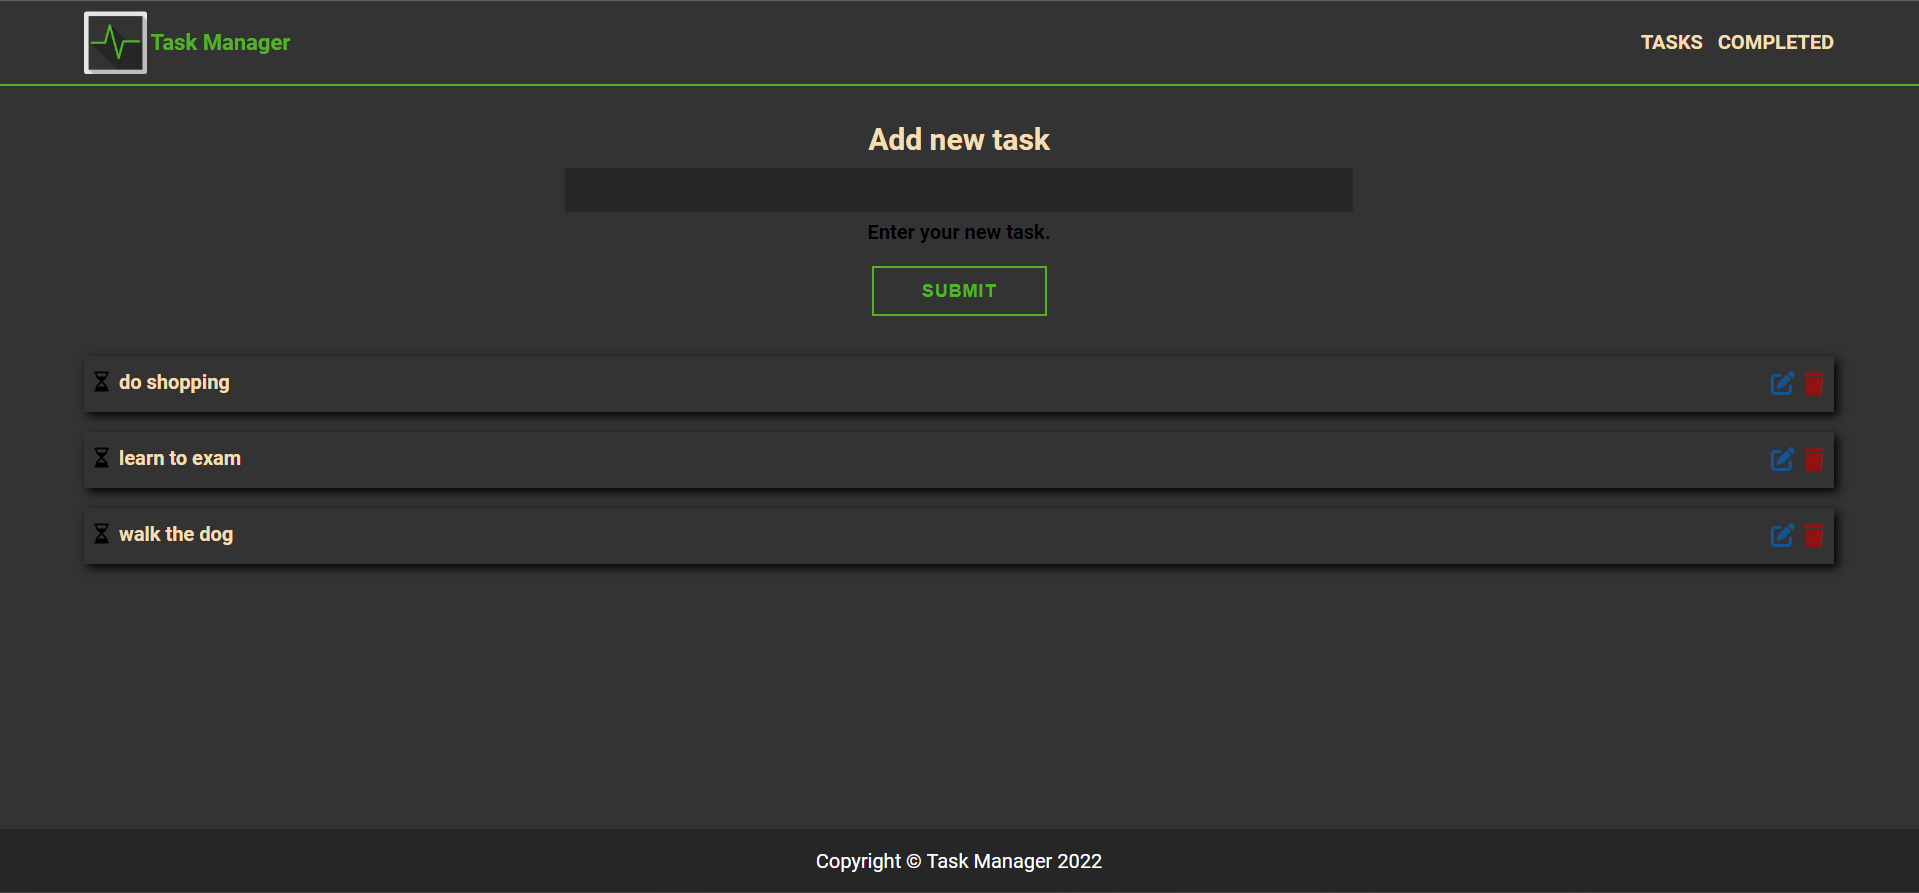 Task Manager
TASKS COMPLETED
Add new task
Enter your new task.
SUBMIT
do shopping
learn to exam
walk the dog
Copyright © Task Manager 2022